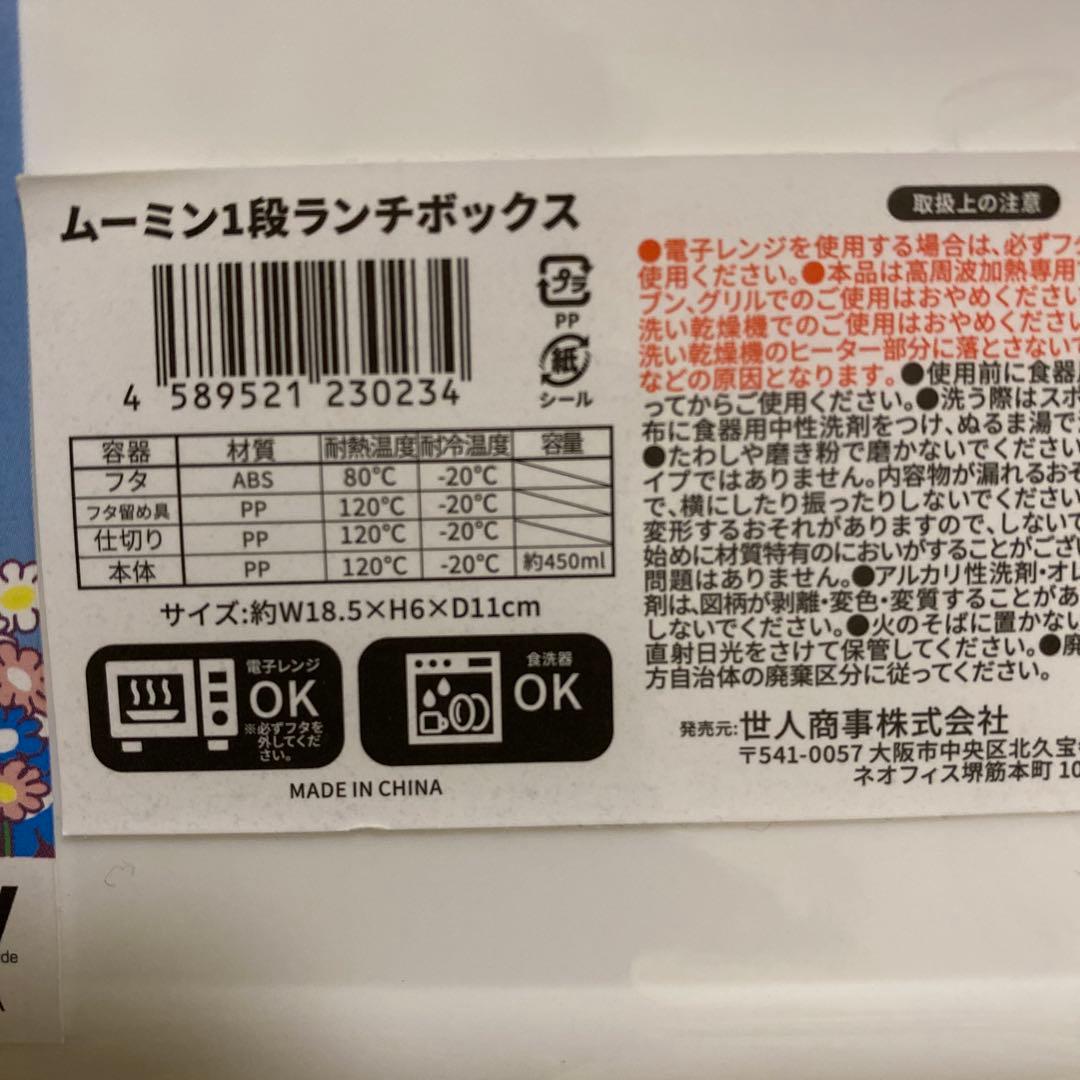 ムーミン1段ランチボックス
4 589521 230234
プラ
PP
紙
シール
容器 材質 耐熱温度 耐冷温度 容量
フタ ABS 80℃ -20℃
フタ留め具 PP 120℃ -20℃
仕切り PP 120℃ -20℃
本体 PP 120℃ -20℃ 約450ml
サイズ:約W18.5×H6×D11cm
電子レンジ
OK
※必ずフタを
外してくだ
さい。
食洗器
OK
MADE IN CHINA
取扱上の注意
●電子レンジを使用する場合は、必ずフタ
使用ください。●本品は高周波加熱専用
ブン、グリルでのご使用はおやめください
洗い乾燥機でのご使用はおやめください
洗い乾燥機のヒーター部分に落とさないで
などの原因となります。●使用前に食器用
ってからご使用ください。●洗う際はスポ
布に食器用中性洗剤をつけ、ぬるま湯で
●たわしや磨き粉で磨かないでください
イプではありません。内容物が漏れるおそ
で、横にしたり振ったりしないでください
変形するおそれがありますので、しないで
始めに材質特有のにおいがすることがござい
問題はありません。●アルカリ性洗剤・オレ
剤は、図柄が剥離・変色・変質することがあ
しないでください。●火のそばに置かない
直射日光をさけて保管してください。●廃
方自治体の廃棄区分に従ってください。
発売元:世人商事株式会社
〒541-0057 大阪市中央区北久宝
ネオフィス堺筋本町 10
de